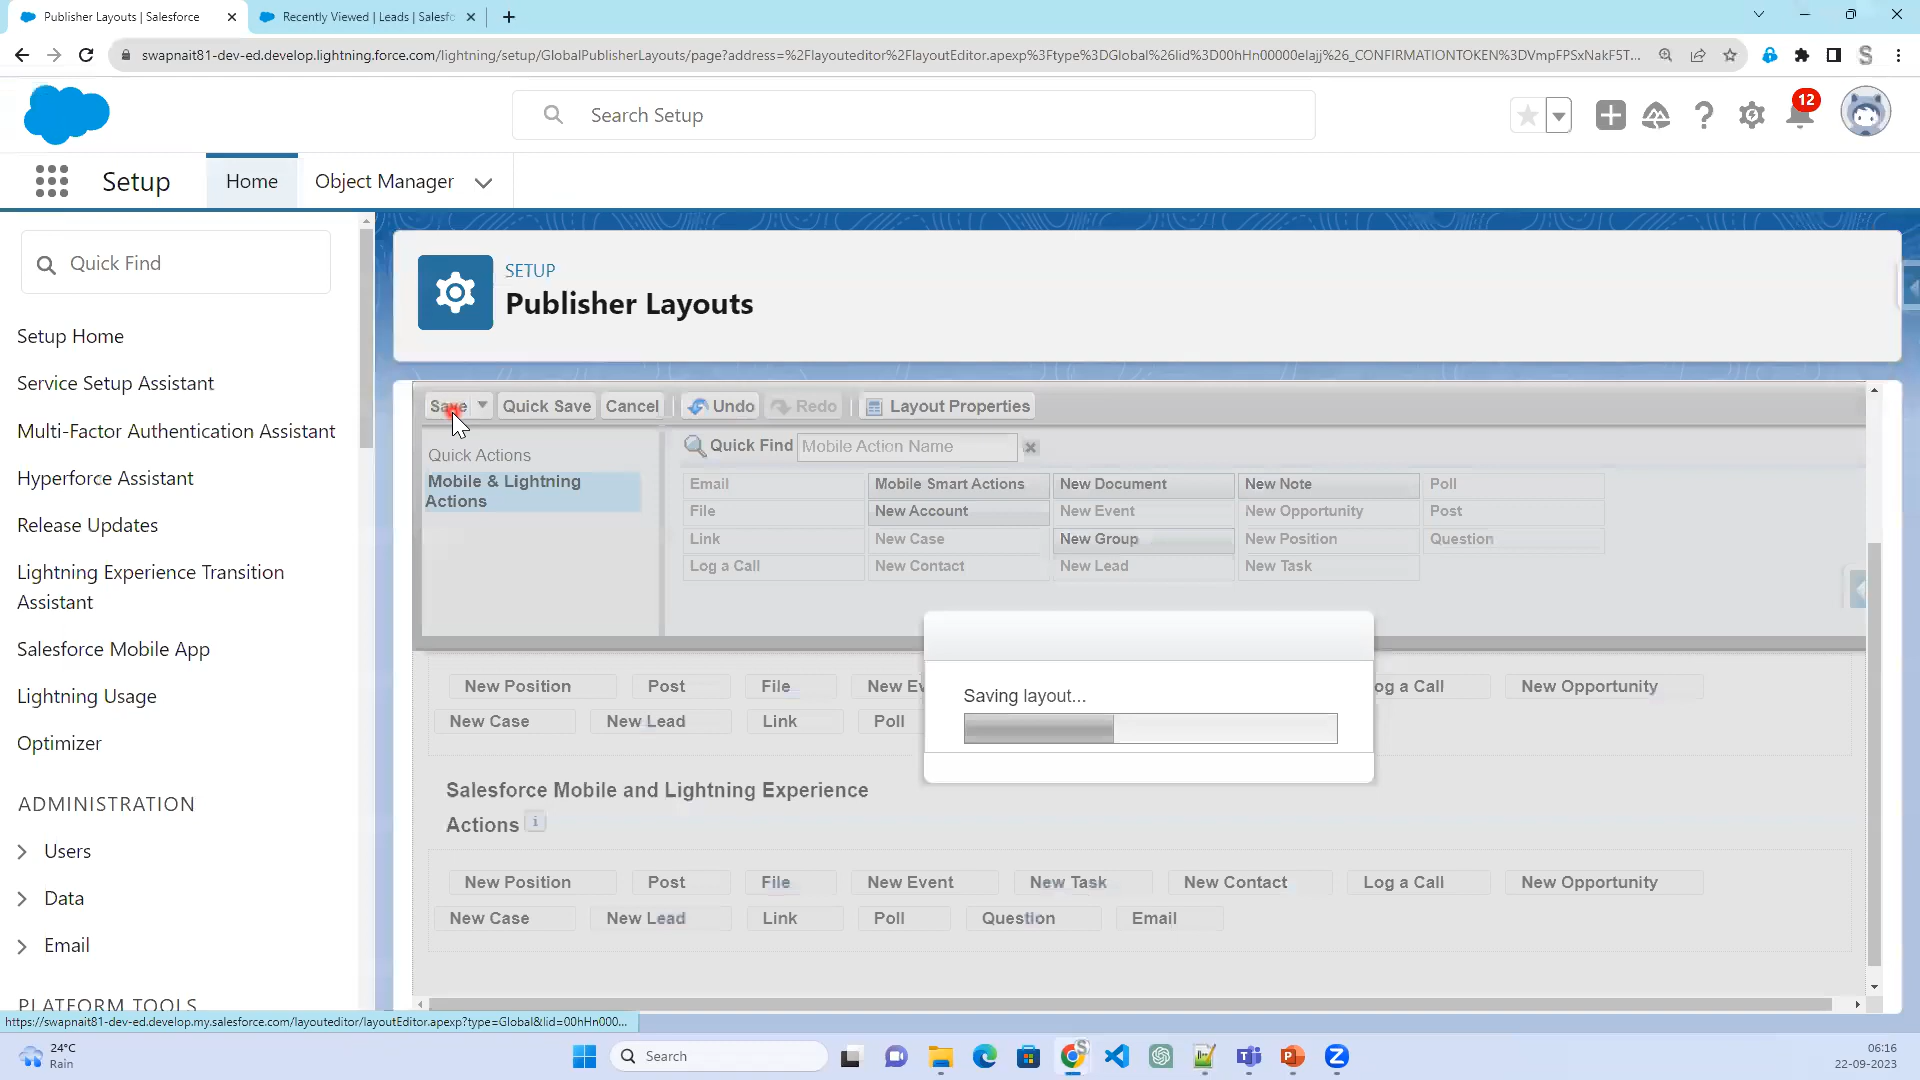 Publisher Layouts | Salesforce
Recently Viewed | Leads | Salesfo
swapnait81-dev-ed.develop.lightning.force.com/lightning/setup/GlobalPublisherLayouts/page?address=%2Flayouteditor%2FlayoutEditor.apexp%3Ftype%3DGlobal%26lid%3D00hHn00000elajj%26_CONFIRMATIONTOKEN%3DVmpFPSxNakF5T...
Search Setup
12
Setup
Home
Object Manager
Quick Find
Setup Home
Service Setup Assistant
Multi-Factor Authentication Assistant
Hyperforce Assistant
Release Updates
Lightning Experience Transition
Assistant
Salesforce Mobile App
Lightning Usage
Optimizer
ADMINISTRATION
Users
Data
Email
PLATFORM TOOLS
SETUP
Publisher Layouts
Save Quick Save Cancel Undo Redo Layout Properties
Quick Actions
Mobile & Lightning
Actions
Quick Find Mobile Action Name
Email Mobile Smart Actions New Document New Note Poll
File New Account New Event New Opportunity Post
Link New Case New Group New Position Question
Log a Call New Contact New Lead New Task
New Position Post File New Ev og a Call New Opportunity
New Case New Lead Link Poll
Saving layout...
Salesforce Mobile and Lightning Experience
Actions i
New Position Post File New Event New Task New Contact Log a Call New Opportunity
New Case New Lead Link Poll Question Email
https://swapnait81-dev-ed.develop.my.salesforce.com/layouteditor/layoutEditor.apexp?type=Global&lid=00hHn000...
24°C
Rain
Search
06:16
22-09-2023